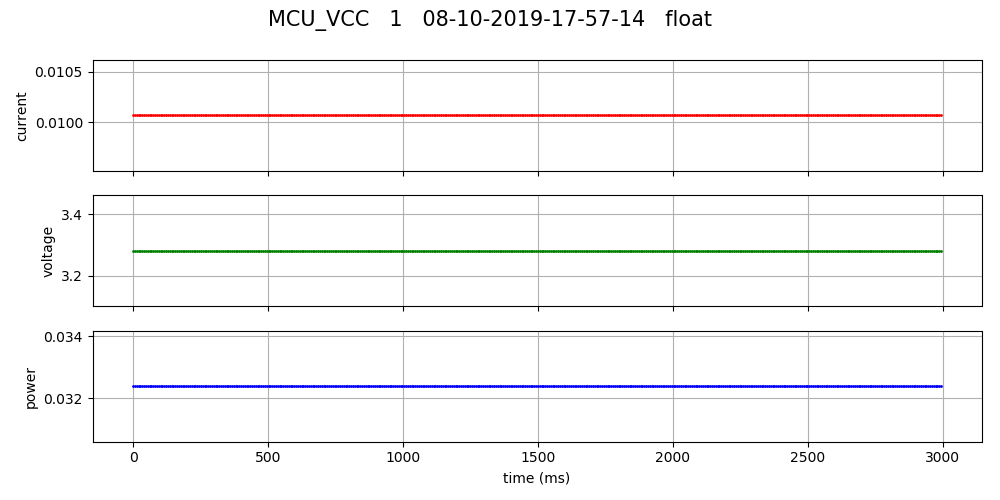 MCU_VCC 1 08-10-2019-17-57-14 float
0.0105
0.0100
current
3.4
3.2
voltage
0.034
0.032
power
0 500 1000 1500 2000 2500 3000
time (ms)